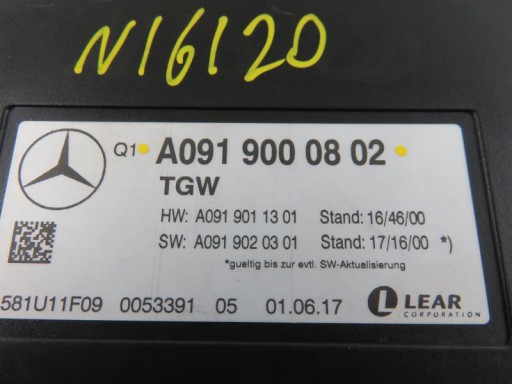 N16120
Q1 A091 900 08 02
TGW
HW: A091 901 13 01 Stand: 16/46/00
SW: A091 902 03 01 Stand: 17/16/00 *)
*gueltig bis zur evtl. SW-Aktualisierung
581U11F09 0053391 05 01.06.17 LEAR
CORPORATION